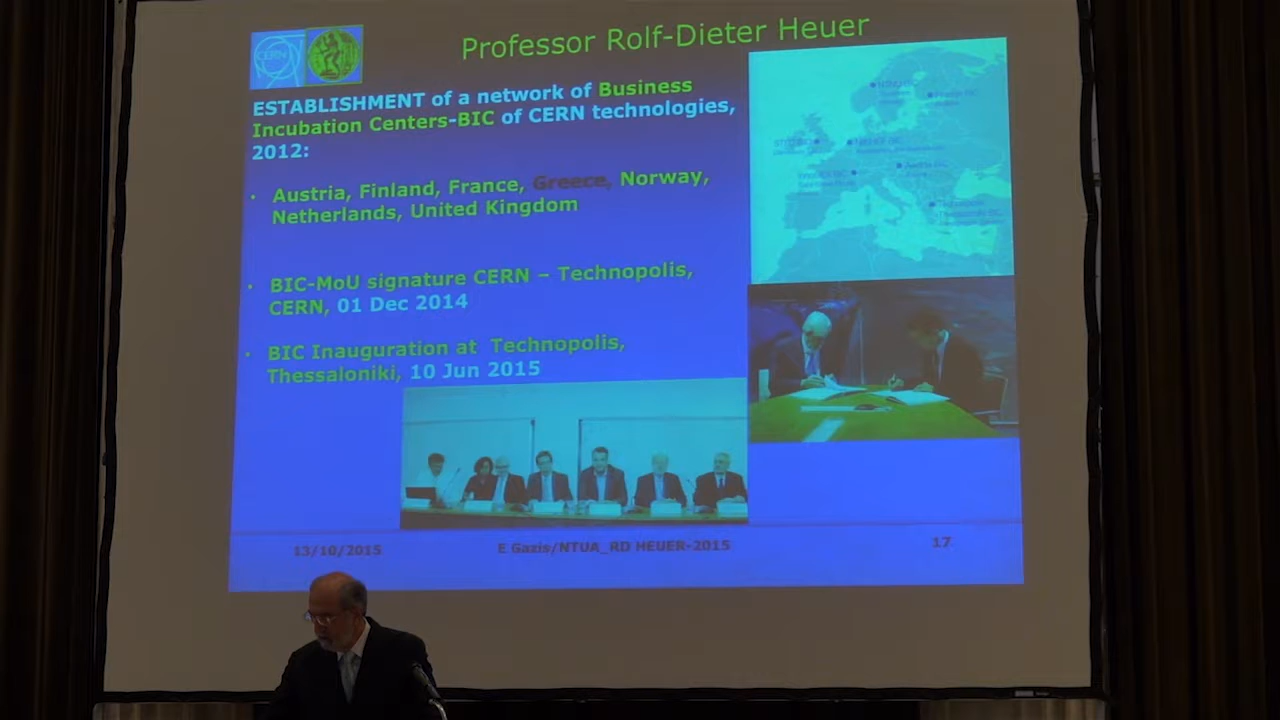 CERN
Professor Rolf-Dieter Heuer
ESTABLISHMENT of a network of Business
Incubation Centers-BIC of CERN technologies,
2012:
· Austria, Finland, France, Greece, Norway,
Netherlands, United Kingdom
· BIC-MoU signature CERN – Technopolis,
CERN, 01 Dec 2014
· BIC Inauguration at Technopolis,
Thessaloniki, 10 Jun 2015
13/10/2015
E Gazis/NTUA_RD HEUER-2015
17